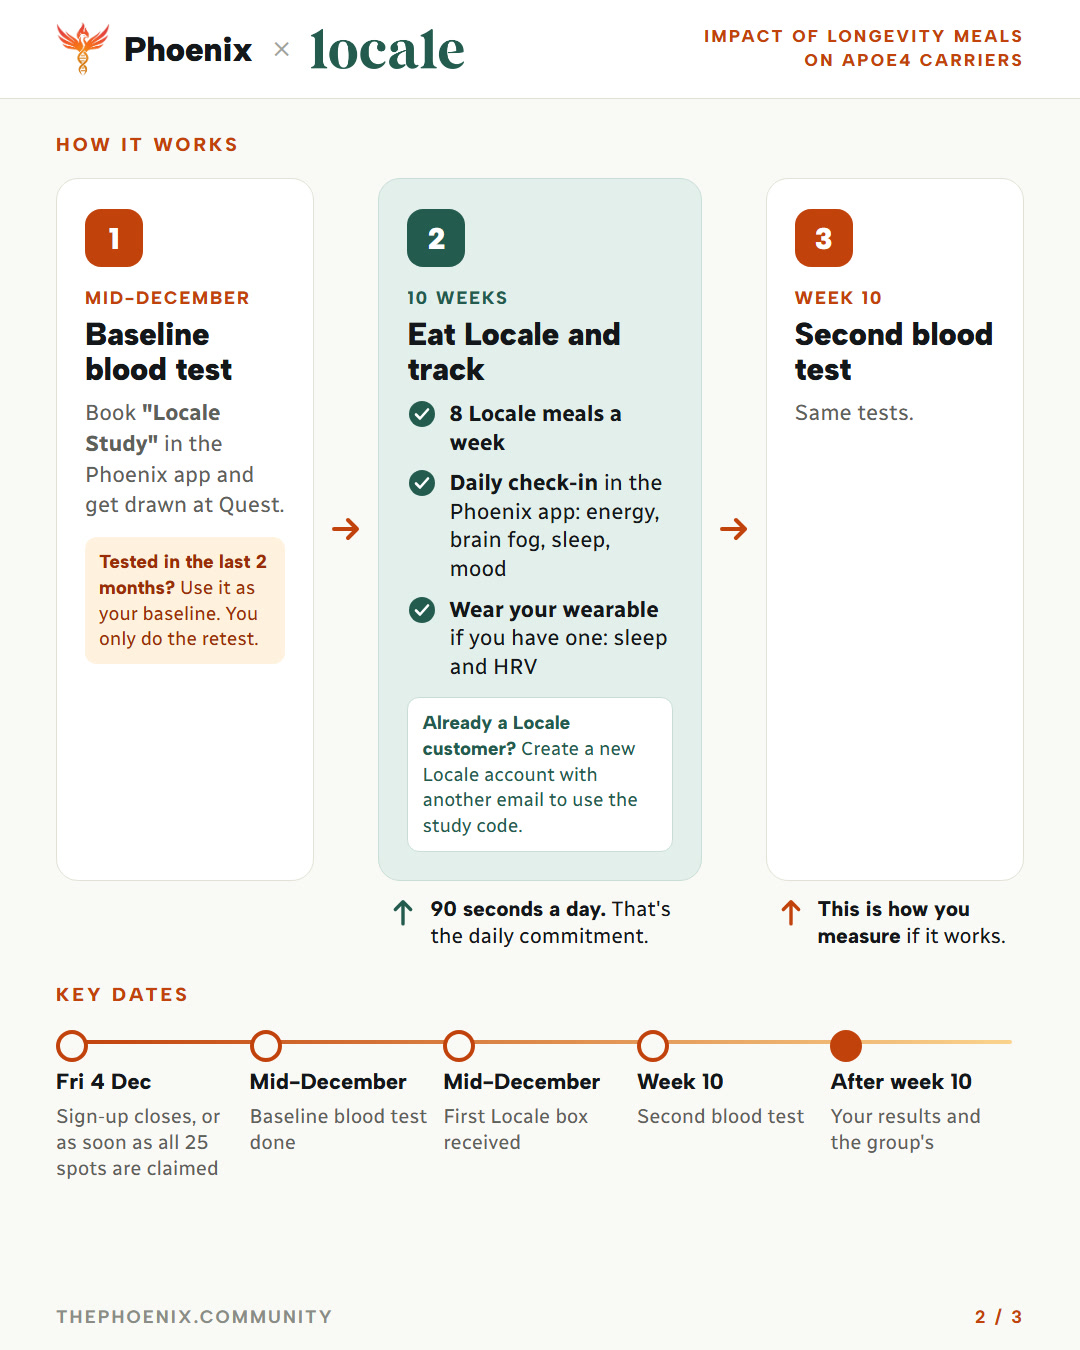 Phoenix × locale
IMPACT OF LONGEVITY MEALS
ON APOE4 CARRIERS
HOW IT WORKS
1
MID-DECEMBER
Baseline
blood test
Book "Locale
Study" in the
Phoenix app and
get drawn at Quest.
Tested in the last 2
months? Use it as
your baseline. You
only do the retest.
2
10 WEEKS
Eat Locale and
track
8 Locale meals a
week
Daily check-in in the
Phoenix app: energy,
brain fog, sleep,
mood
Wear your wearable
if you have one: sleep
and HRV
Already a Locale
customer? Create a new
Locale account with
another email to use the
study code.
90 seconds a day. That's
the daily commitment.
3
WEEK 10
Second blood
test
Same tests.
This is how you
measure if it works.
KEY DATES
Fri 4 Dec
Sign-up closes, or
as soon as all 25
spots are claimed
Mid-December
Baseline blood test
done
Mid-December
First Locale box
received
Week 10
Second blood test
After week 10
Your results and
the group's
THEPHOENIX.COMMUNITY
2 / 3